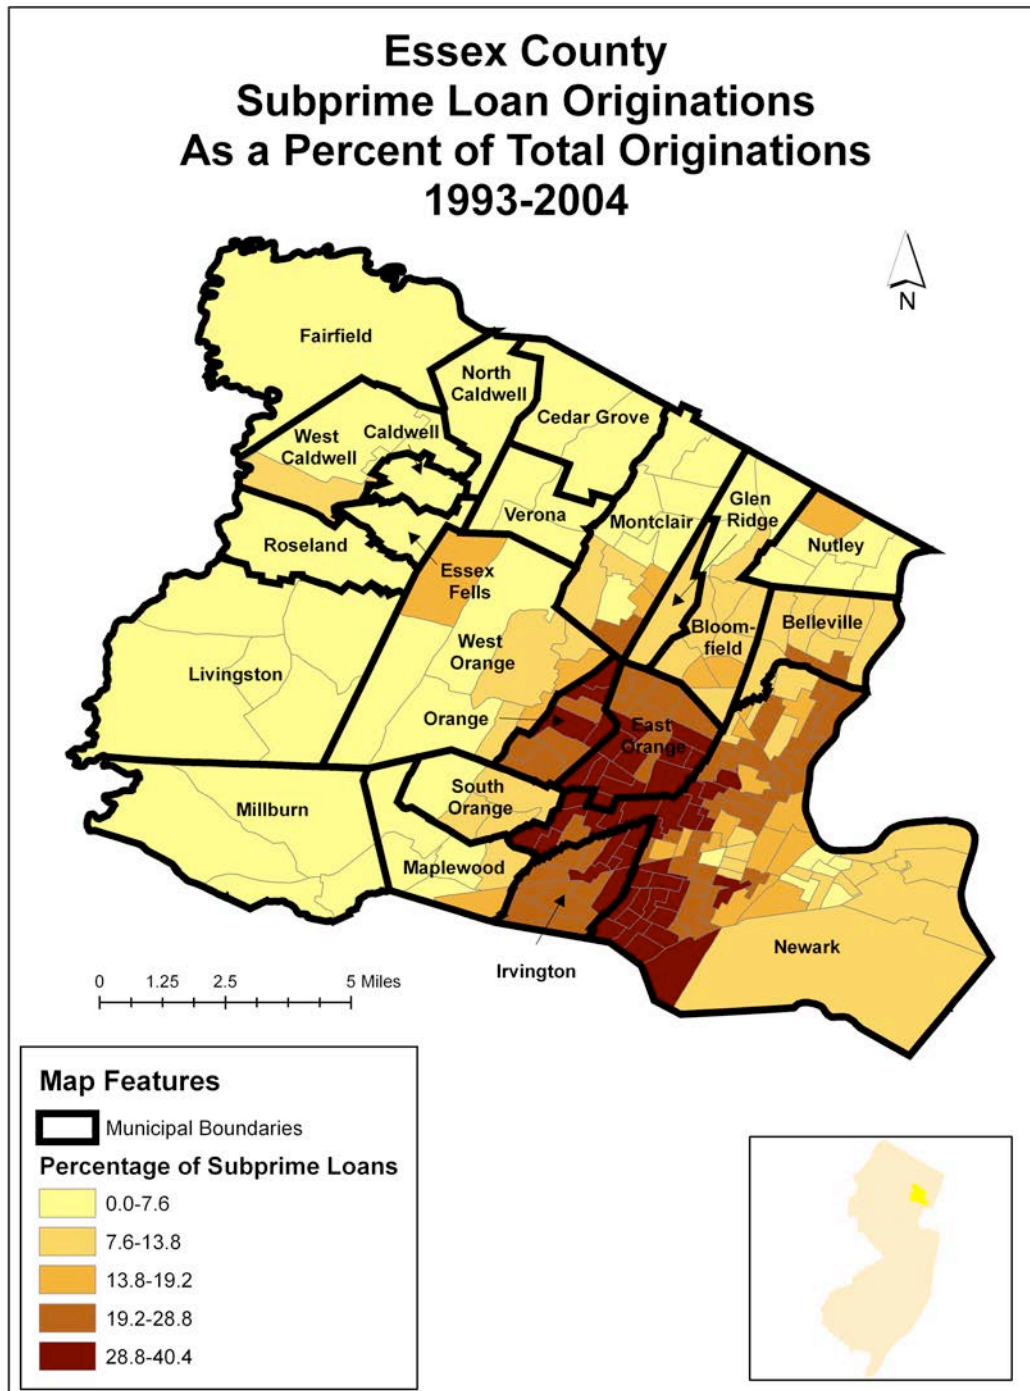 Essex County
Subprime Loan Originations
As a Percent of Total Originations
1993-2004
N
Fairfield
North
Caldwell
Cedar Grove
West
Caldwell
Caldwell
Verona
Montclair
Glen
Ridge
Nutley
Roseland
Essex
Fells
Bloom-
field
Belleville
West
Orange
Livingston
Orange
East
Orange
South
Orange
Millburn
Maplewood
Newark
Irvington
0 1.25 2.5 5 Miles
Map Features
Municipal Boundaries
Percentage of Subprime Loans
0.0-7.6
7.6-13.8
13.8-19.2
19.2-28.8
28.8-40.4